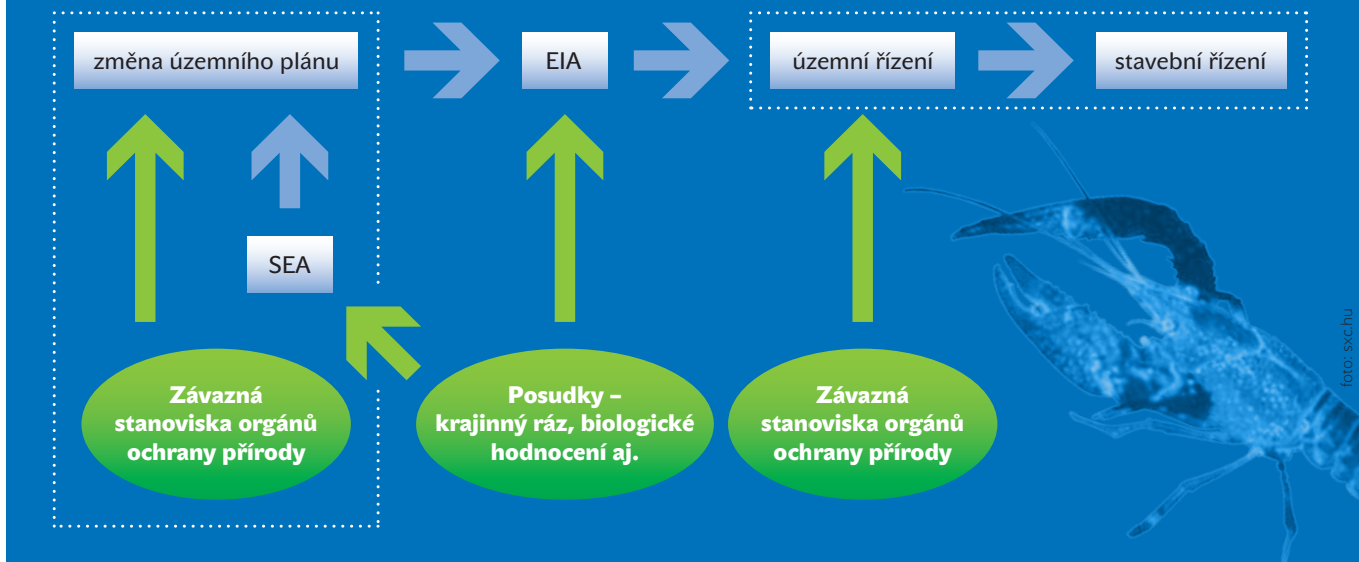 změna územního plánu
EIA
územní řízení
stavební řízení
SEA
Závazná
stanoviska orgánů
ochrany přírody
Posudky –
krajinný ráz, biologické
hodnocení aj.
Závazná
stanoviska orgánů
ochrany přírody
foto: sxc.hu